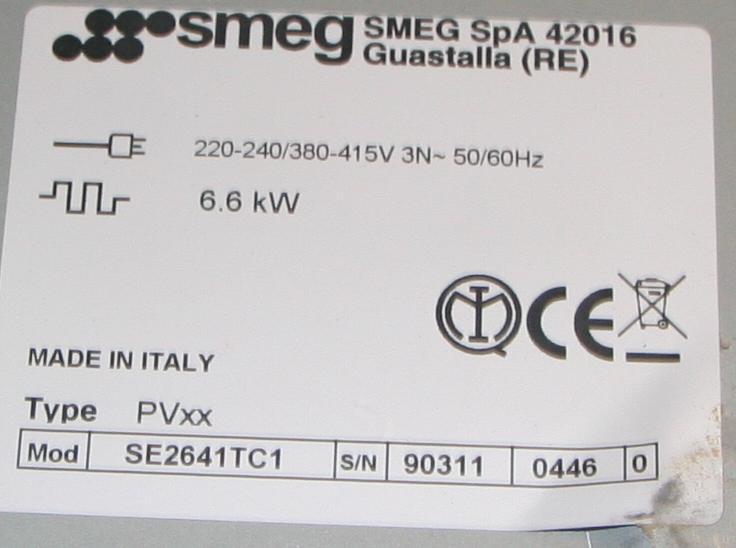 smeg SMEG SpA 42016
Guastalla (RE)
220-240/380-415V 3N~ 50/60Hz
6.6 kW
IMQ CE
MADE IN ITALY
Type PVxx
Mod SE2641TC1 S/N 90311 0446 0